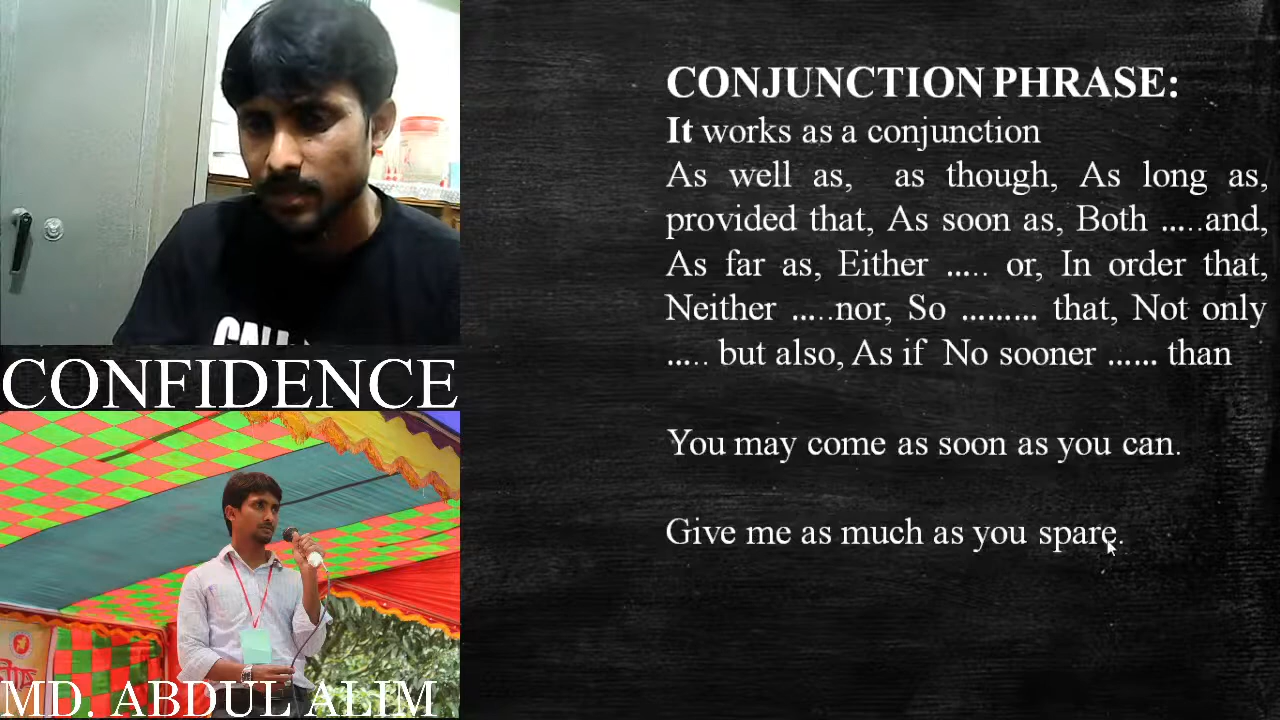 CONJUNCTION PHRASE:
It works as a conjunction
As well as, as though, As long as,
provided that, As soon as, Both .....and,
As far as, Either ..... or, In order that,
Neither .....nor, So ......... that, Not only
..... but also, As if No sooner ...... than
You may come as soon as you can.
Give me as much as you spare.
CALL
CONFIDENCE
MD. ABDUL ALIM